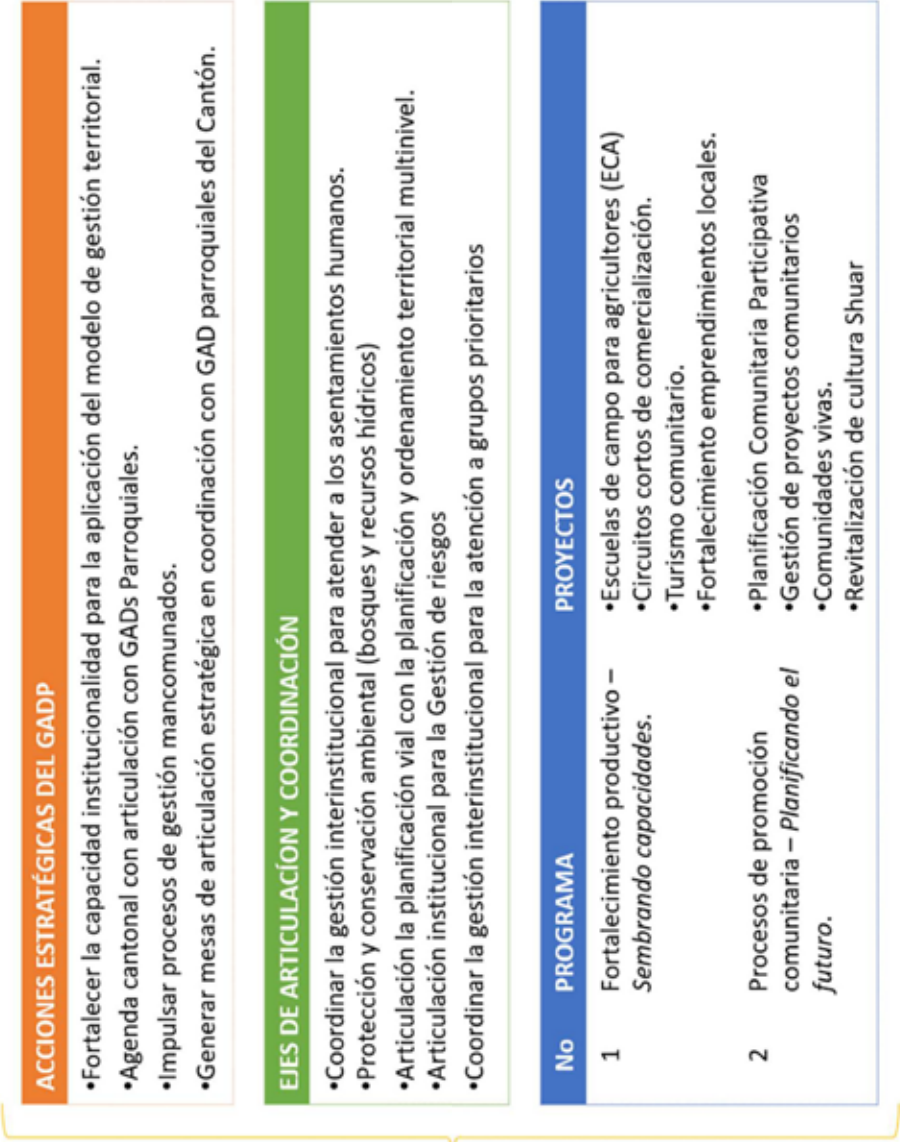 ACCIONES ESTRATÉGICAS DEL GADP
•Fortalecer la capacidad institucionalidad para la aplicación del modelo de gestión territorial.
•Agenda cantonal con articulación con GADs Parroquiales.
•Impulsar procesos de gestión mancomunados.
•Generar mesas de articulación estratégica en coordinación con GAD parroquiales del Cantón.
EJES DE ARTICULACÍON Y COORDINACIÓN
•Coordinar la gestión interinstitucional para atender a los asentamientos humanos.
•Protección y conservación ambiental (bosques y recursos hídricos)
•Articulación la planificación vial con la planificación y ordenamiento territorial multinivel.
•Articulación institucional para la Gestión de riesgos
•Coordinar la gestión interinstitucional para la atención a grupos prioritarios
No PROGRAMA PROYECTOS
1 Fortalecimiento productivo – •Escuelas de campo para agricultores (ECA)
Sembrando capacidades. •Circuitos cortos de comercialización.
•Turismo comunitario.
•Fortalecimiento emprendimientos locales.
2 Procesos de promoción •Planificación Comunitaria Participativa
comunitaria – Planificando el •Gestión de proyectos comunitarios
futuro. •Comunidades vivas.
•Revitalización de cultura Shuar